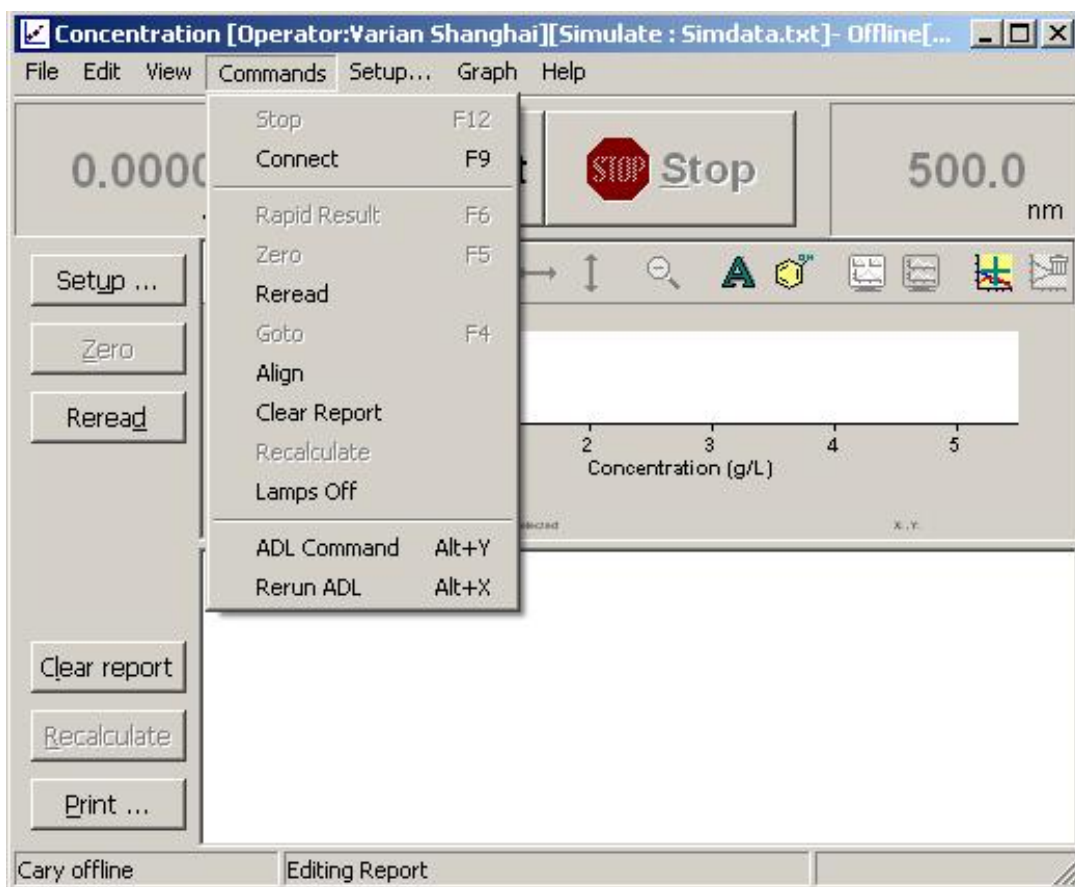 Concentration [Operator:Varian Shanghai][Simulate : Simdata.txt]- Offline[...
File Edit View Commands Setup... Graph Help
0.0000
STOP Stop
500.0
nm
Stop F12
Connect F9
Rapid Result F6
Zero F5
Reread
Goto F4
Align
Clear Report
Recalculate
Lamps Off
ADL Command Alt+Y
Rerun ADL Alt+X
Setup ...
Zero
Reread
A OH
2 3 4 5
Concentration (g/L)
X , Y:
Clear report
Recalculate
Print ...
Cary offline Editing Report